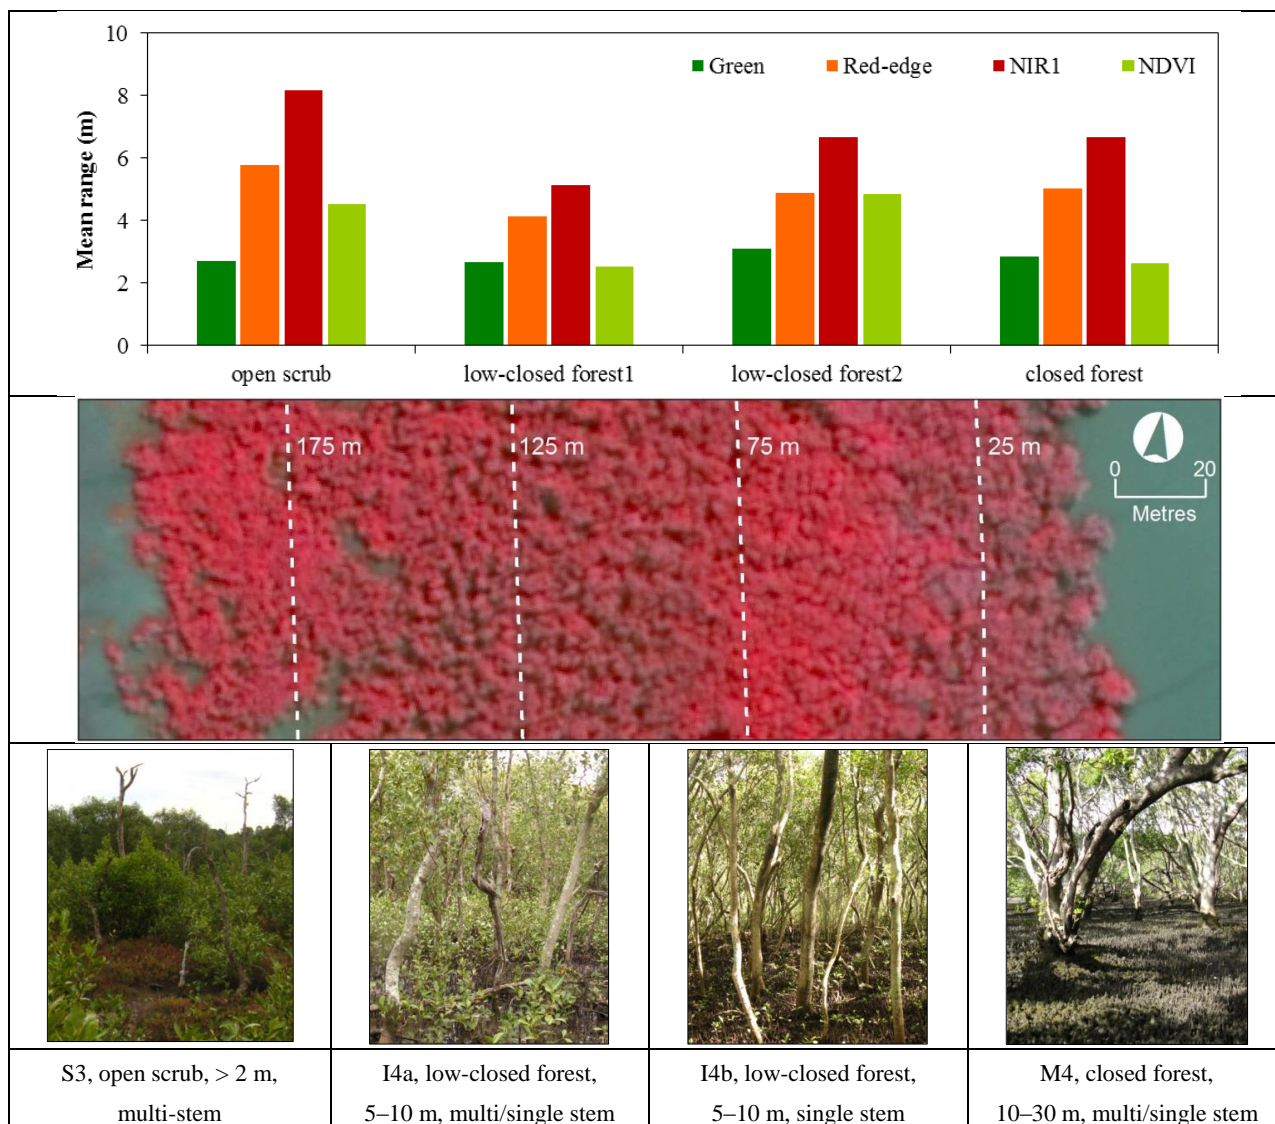 10
8
6
4
2
0
Mean range (m)
Green Red-edge NIR1 NDVI
open scrub low-closed forest1 low-closed forest2 closed forest
175 m 125 m 75 m 25 m
0 20
Metres
S3, open scrub, > 2 m,
multi-stem
I4a, low-closed forest,
5–10 m, multi/single stem
I4b, low-closed forest,
5–10 m, single stem
M4, closed forest,
10–30 m, multi/single stem